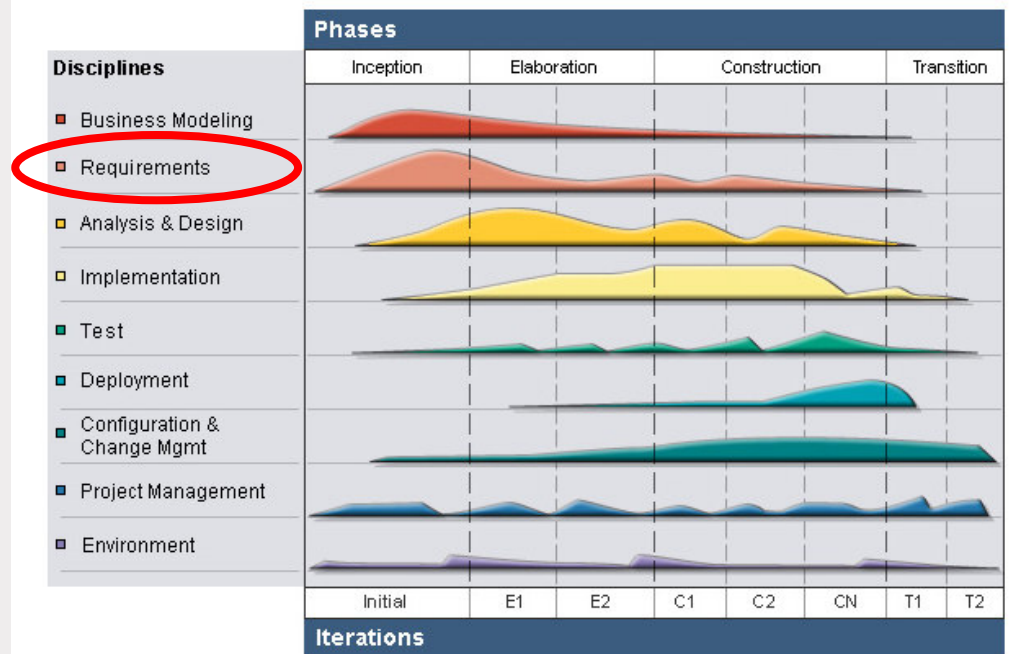 Phases
Disciplines
Inception
Elaboration
Construction
Transition
Business Modeling
Requirements
Analysis & Design
Implementation
Test
Deployment
Configuration &
Change Mgmt
Project Management
Environment
Initial
E1
E2
C1
C2
CN
T1
T2
Iterations